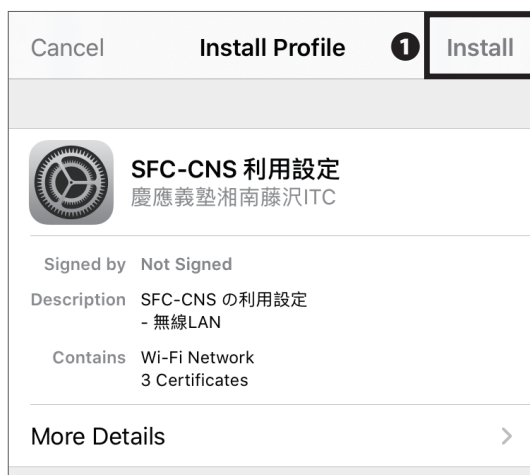 Cancel Install Profile ❶ Install
SFC-CNS 利用設定
慶應義塾湘南藤沢ITC
Signed by Not Signed
Description SFC-CNS の利用設定
- 無線LAN
Contains Wi-Fi Network
3 Certificates
More Details